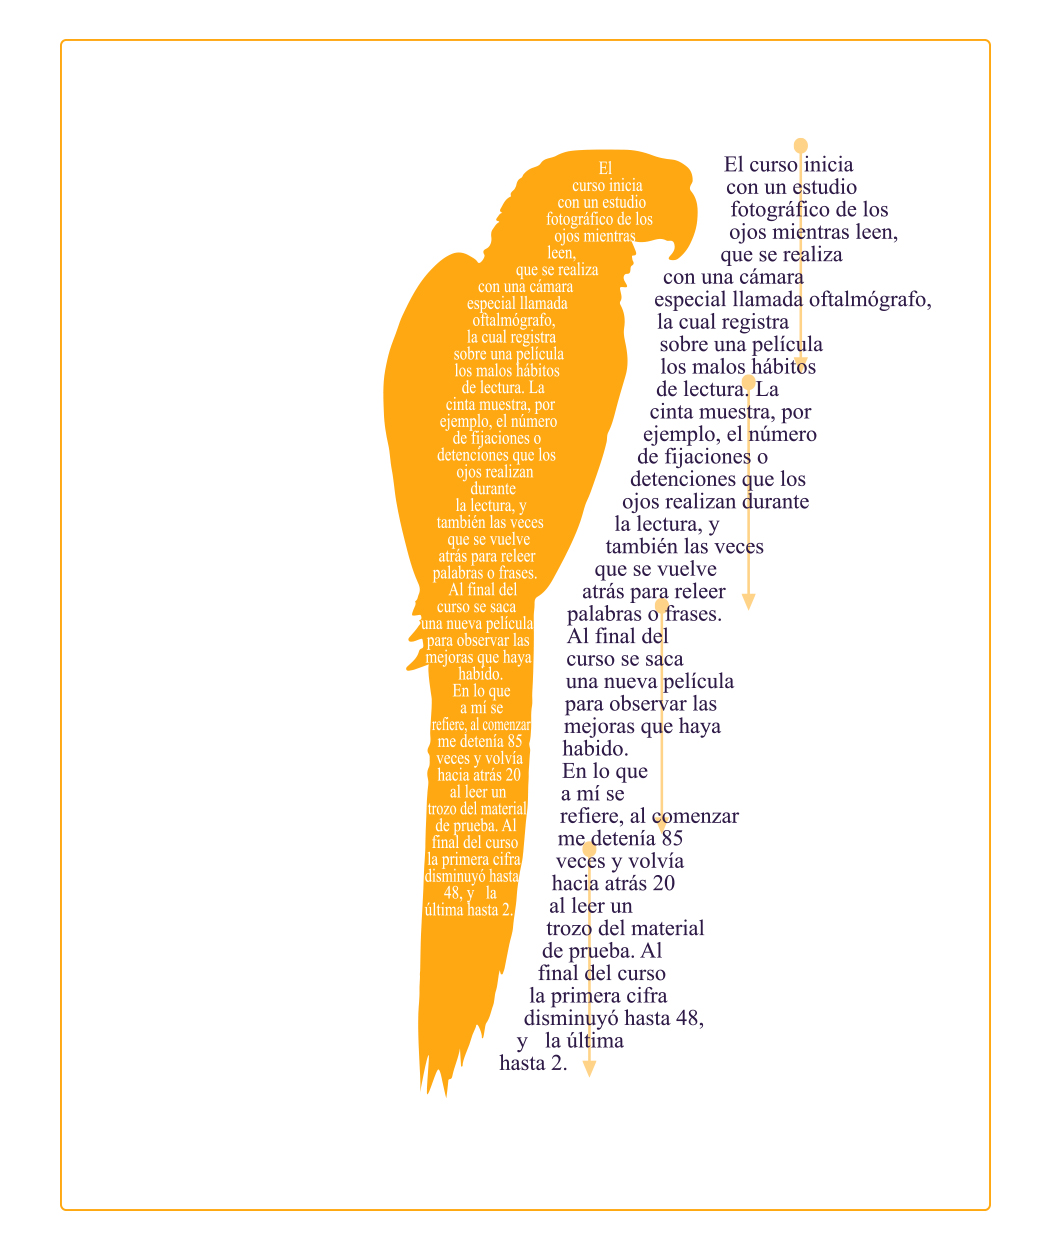 El
curso inicia
con un estudio
fotográfico de los
ojos mientras
leen,
que se realiza
con una cámara
especial llamada
oftalmógrafo,
la cual registra
sobre una película
los malos hábitos
de lectura. La
cinta muestra, por
ejemplo, el número
de fijaciones o
detenciones que los
ojos realizan
durante
la lectura, y
también las veces
que se vuelve
atrás para releer
palabras o frases.
Al final del
curso se saca
una nueva película
para observar las
mejoras que haya
habido.
En lo que
a mí se
refiere, al comenzar
me detenía 85
veces y volvía
hacia atrás 20
al leer un
trozo del material
de prueba. Al
final del curso
la primera cifra
disminuyó hasta
48, y la
última hasta 2.
El curso inicia
con un estudio
fotográfico de los
ojos mientras leen,
que se realiza
con una cámara
especial llamada oftalmógrafo,
la cual registra
sobre una película
los malos hábitos
de lectura. La
cinta muestra, por
ejemplo, el número
de fijaciones o
detenciones que los
ojos realizan durante
la lectura, y
también las veces
que se vuelve
atrás para releer
palabras o frases.
Al final del
curso se saca
una nueva película
para observar las
mejoras que haya
habido.
En lo que
a mí se
refiere, al comenzar
me detenía 85
veces y volvía
hacia atrás 20
al leer un
trozo del material
de prueba. Al
final del curso
la primera cifra
disminuyó hasta 48,
y la última
hasta 2.